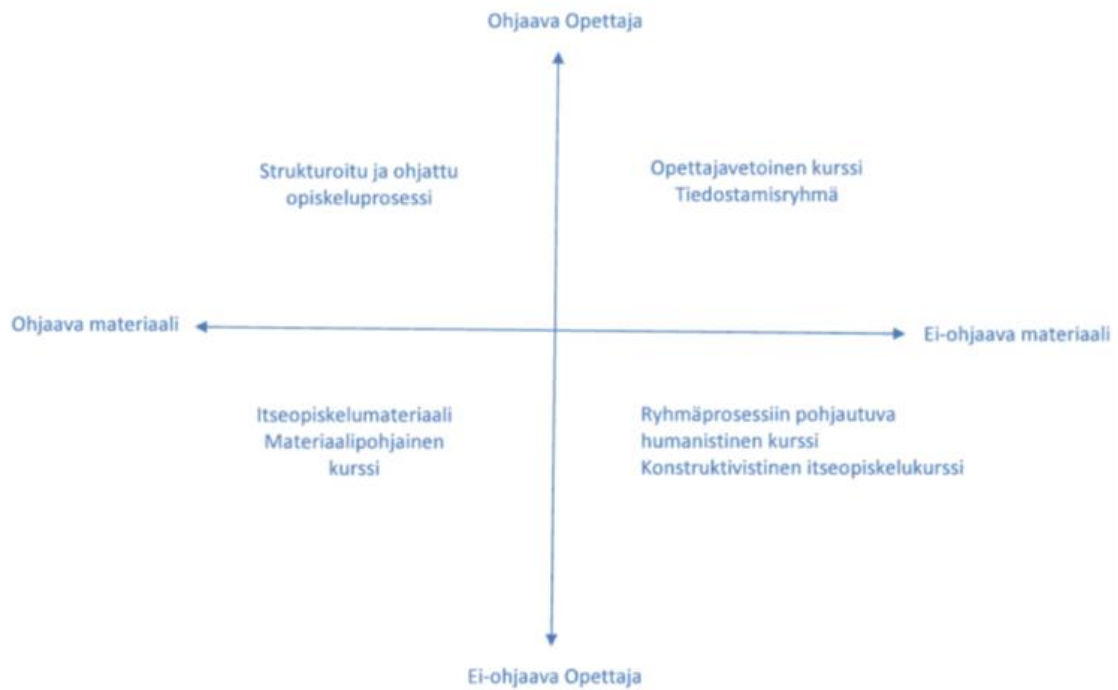 Ohjaava Opettaja
Strukturoitu ja ohjattu
opiskeluprosessi
Opettajavetoinen kurssi
Tiedostamisryhmä
Ohjaava materiaali
Ei-ohjaava materiaali
Itseopiskelumateriaali
Materiaalipohjainen
kurssi
Ryhmäprosessiin pohjautuva
humanistinen kurssi
Konstruktivistinen itseopiskelukurssi
Ei-ohjaava Opettaja